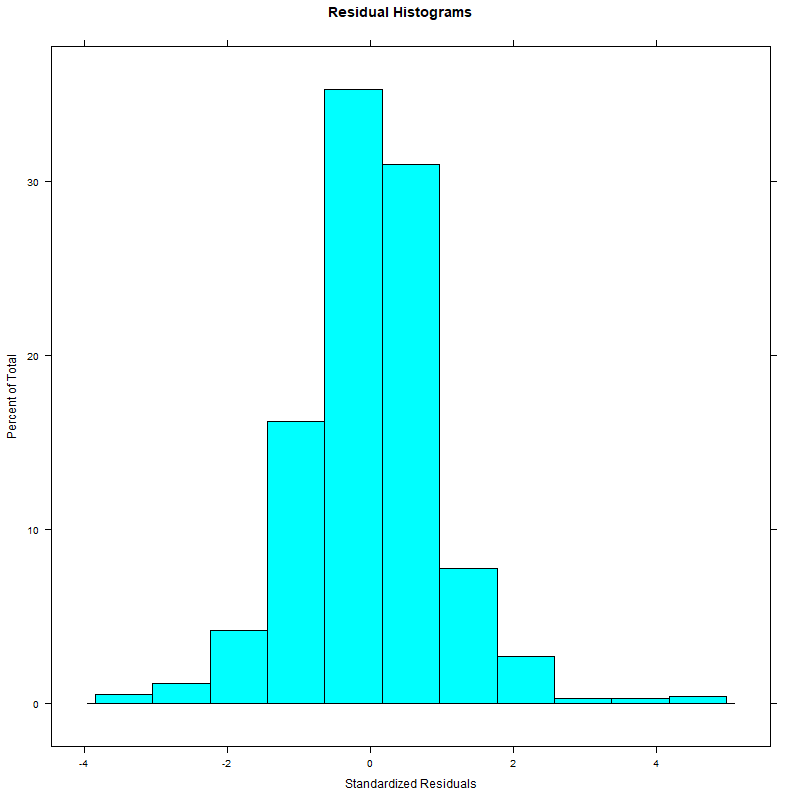 Residual Histograms
30
20
10
0
Percent of Total
-4 -2 0 2 4
Standardized Residuals